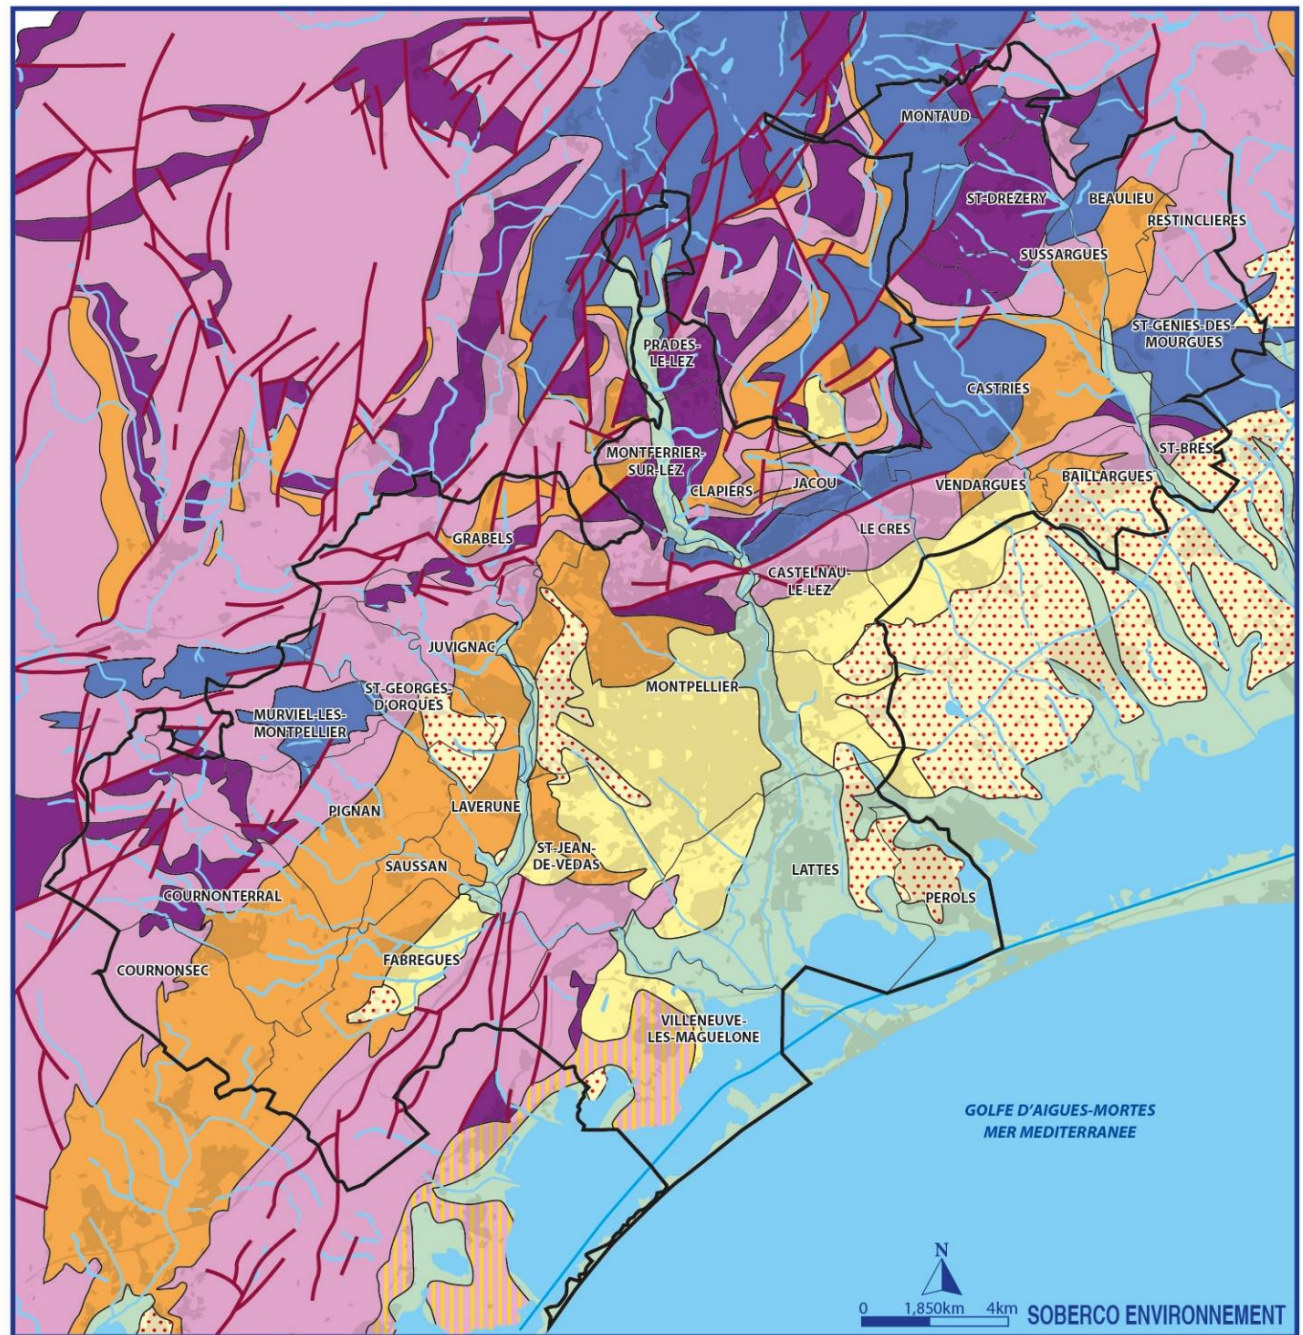 MONTAUD
ST-DREZERY
BEAULIEU
RESTINCLIERES
SUSSARGUES
ST-GENIES-DES-
MOURGUES
PRADES-
LE-LEZ
CASTRIES
MONTFERRIER-
SUR-LEZ
CLAPIERS
JACOU
VENDARGUES
BAILLARGUES
ST-BRES
GRABELS
LE CRES
CASTELNAU-
LE-LEZ
JUVIGNAC
ST-GEORGES-
D'ORQUES
MONTPELLIER
MURVIEL-LES-
MONTPELLIER
PIGNAN
LAVERUNE
SAUSSAN
ST-JEAN-
DE-VEDAS
LATTES
PEROLS
COURNONTERRAL
COURNONSEC
FABREGUES
VILLENEUVE-
LES-MAGUELONE
GOLFE D'AIGUES-MORTES
MER MEDITERRANEE
N
0 1,850km 4km
SOBERCO ENVIRONNEMENT